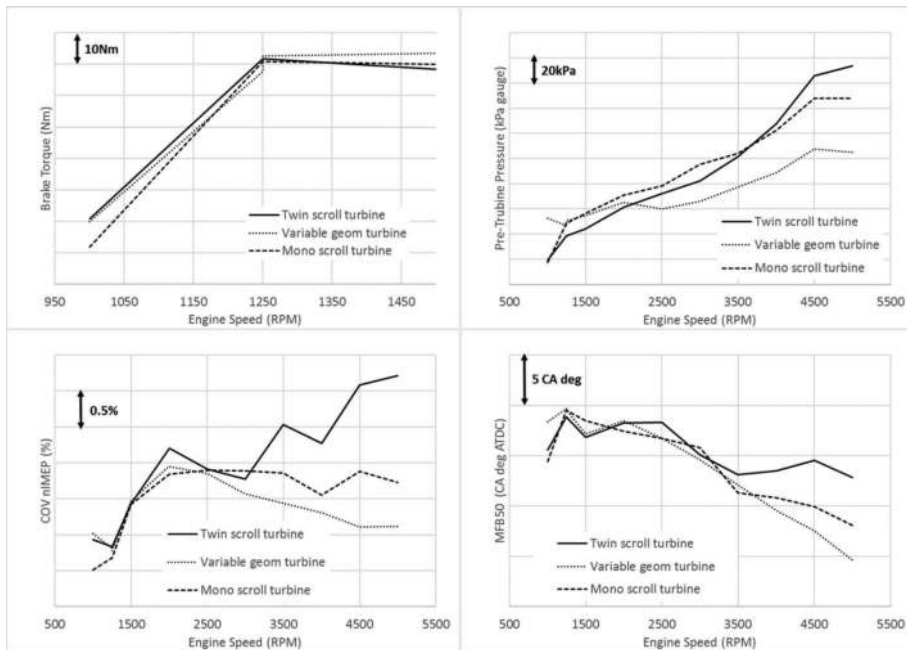 10Nm
Brake Torque (Nm)
Twin scroll turbine
Variable geom turbine
Mono scroll turbine
950 1050 1150 1250 1350 1450
Engine Speed (RPM)
20kPa
Pre-Trubine Pressure (kPa gauge)
Twin scroll turbine
Variable geom turbine
Mono scroll turbine
500 1500 2500 3500 4500 5500
Engine Speed (RPM)
0.5%
COV nIMEP (%)
Twin scroll turbine
Variable geom turbine
Mono scroll turbine
500 1500 2500 3500 4500 5500
Engine Speed (RPM)
5 CA deg
MFB50 (CA deg ATDC)
Twin scroll turbine
Variable geom turbine
Mono scroll turbine
500 1500 2500 3500 4500 5500
Engine Speed (RPM)